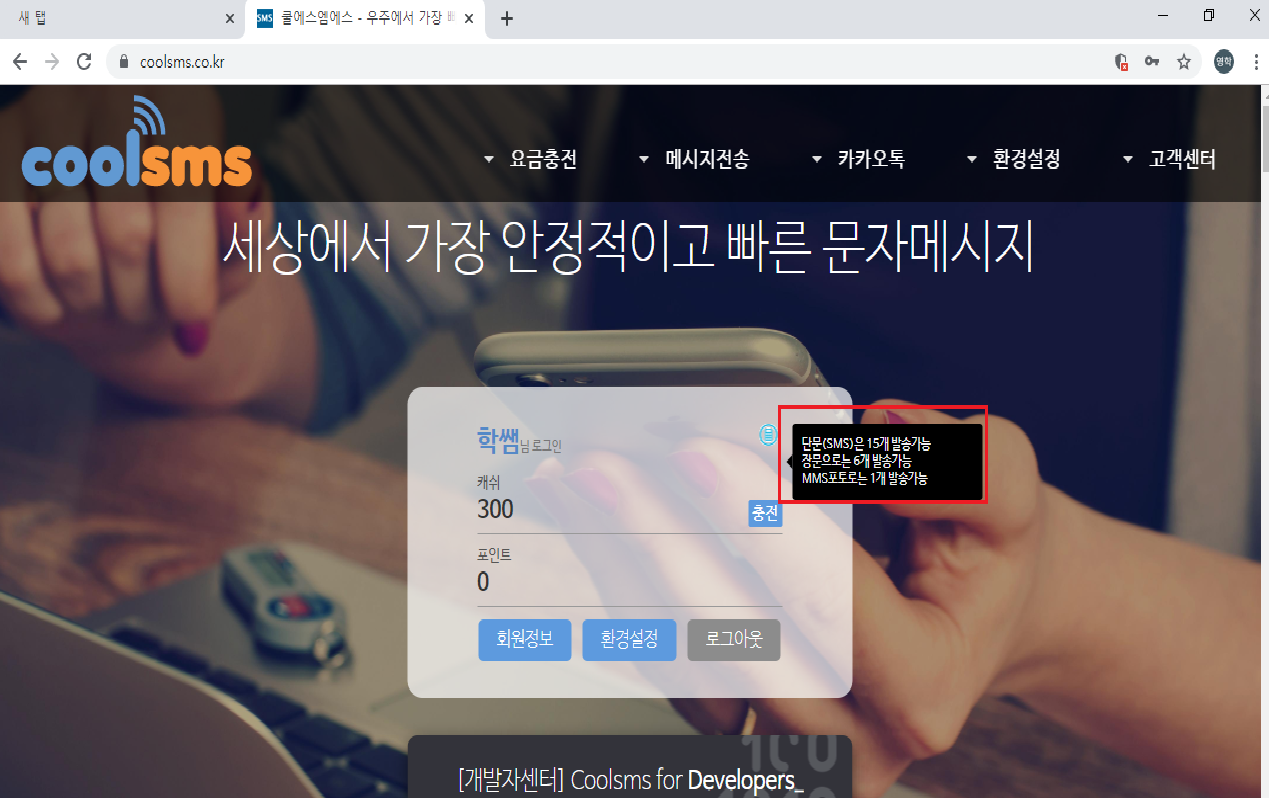 새 탭
SMS 쿨에스엠에스 - 우주에서 가장
coolsms.co.kr
영학
coolsms
요금충전 메시지전송 카카오톡 환경설정 고객센터
세상에서 가장 안정적이고 빠른 문자메시지
학쌤님 로그인
단문(SMS)은 15개 발송가능
장문으로는 6개 발송가능
MMS포토로는 1개 발송가능
캐쉬
300
충전
포인트
0
회원정보 환경설정 로그아웃
[개발자센터] Coolsms for Developers_